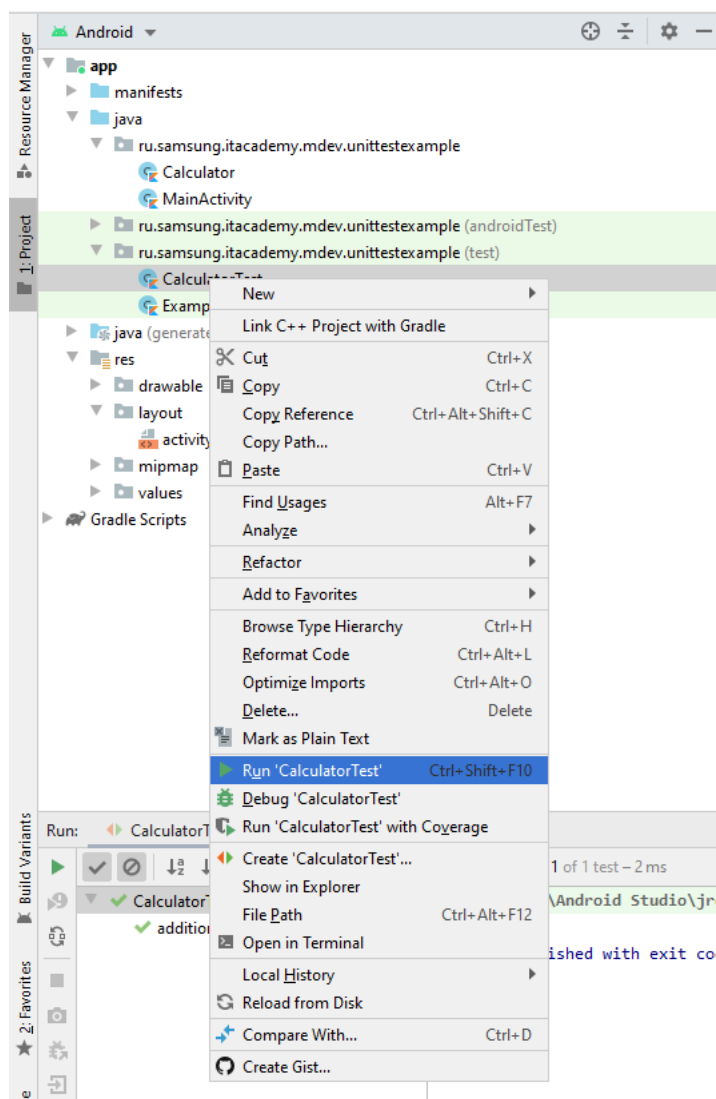 Android
Resource Manager
app
manifests
java
ru.samsung.itacademy.mdev.unittestexample
Calculator
MainActivity
ru.samsung.itacademy.mdev.unittestexample (androidTest)
1: Project
ru.samsung.itacademy.mdev.unittestexample (test)
CalculatorTest
Examp
java (generate
res
drawable
layout
activity
mipmap
values
Gradle Scripts
New
Link C++ Project with Gradle
Cut Ctrl+X
Copy Ctrl+C
Copy Reference Ctrl+Alt+Shift+C
Copy Path...
Paste Ctrl+V
Find Usages Alt+F7
Analyze
Refactor
Add to Favorites
Browse Type Hierarchy Ctrl+H
Reformat Code Ctrl+Alt+L
Optimize Imports Ctrl+Alt+O
Delete... Delete
Mark as Plain Text
Run 'CalculatorTest' Ctrl+Shift+F10
Debug 'CalculatorTest'
Run 'CalculatorTest' with Coverage
Create 'CalculatorTest'...
Show in Explorer
File Path Ctrl+Alt+F12
Open in Terminal
Local History
Reload from Disk
Compare With... Ctrl+D
Create Gist...
Build Variants
2: Favorites
Run: CalculatorT
1 of 1 test – 2 ms
Calculator
addition
\Android Studio\jr
ished with exit co